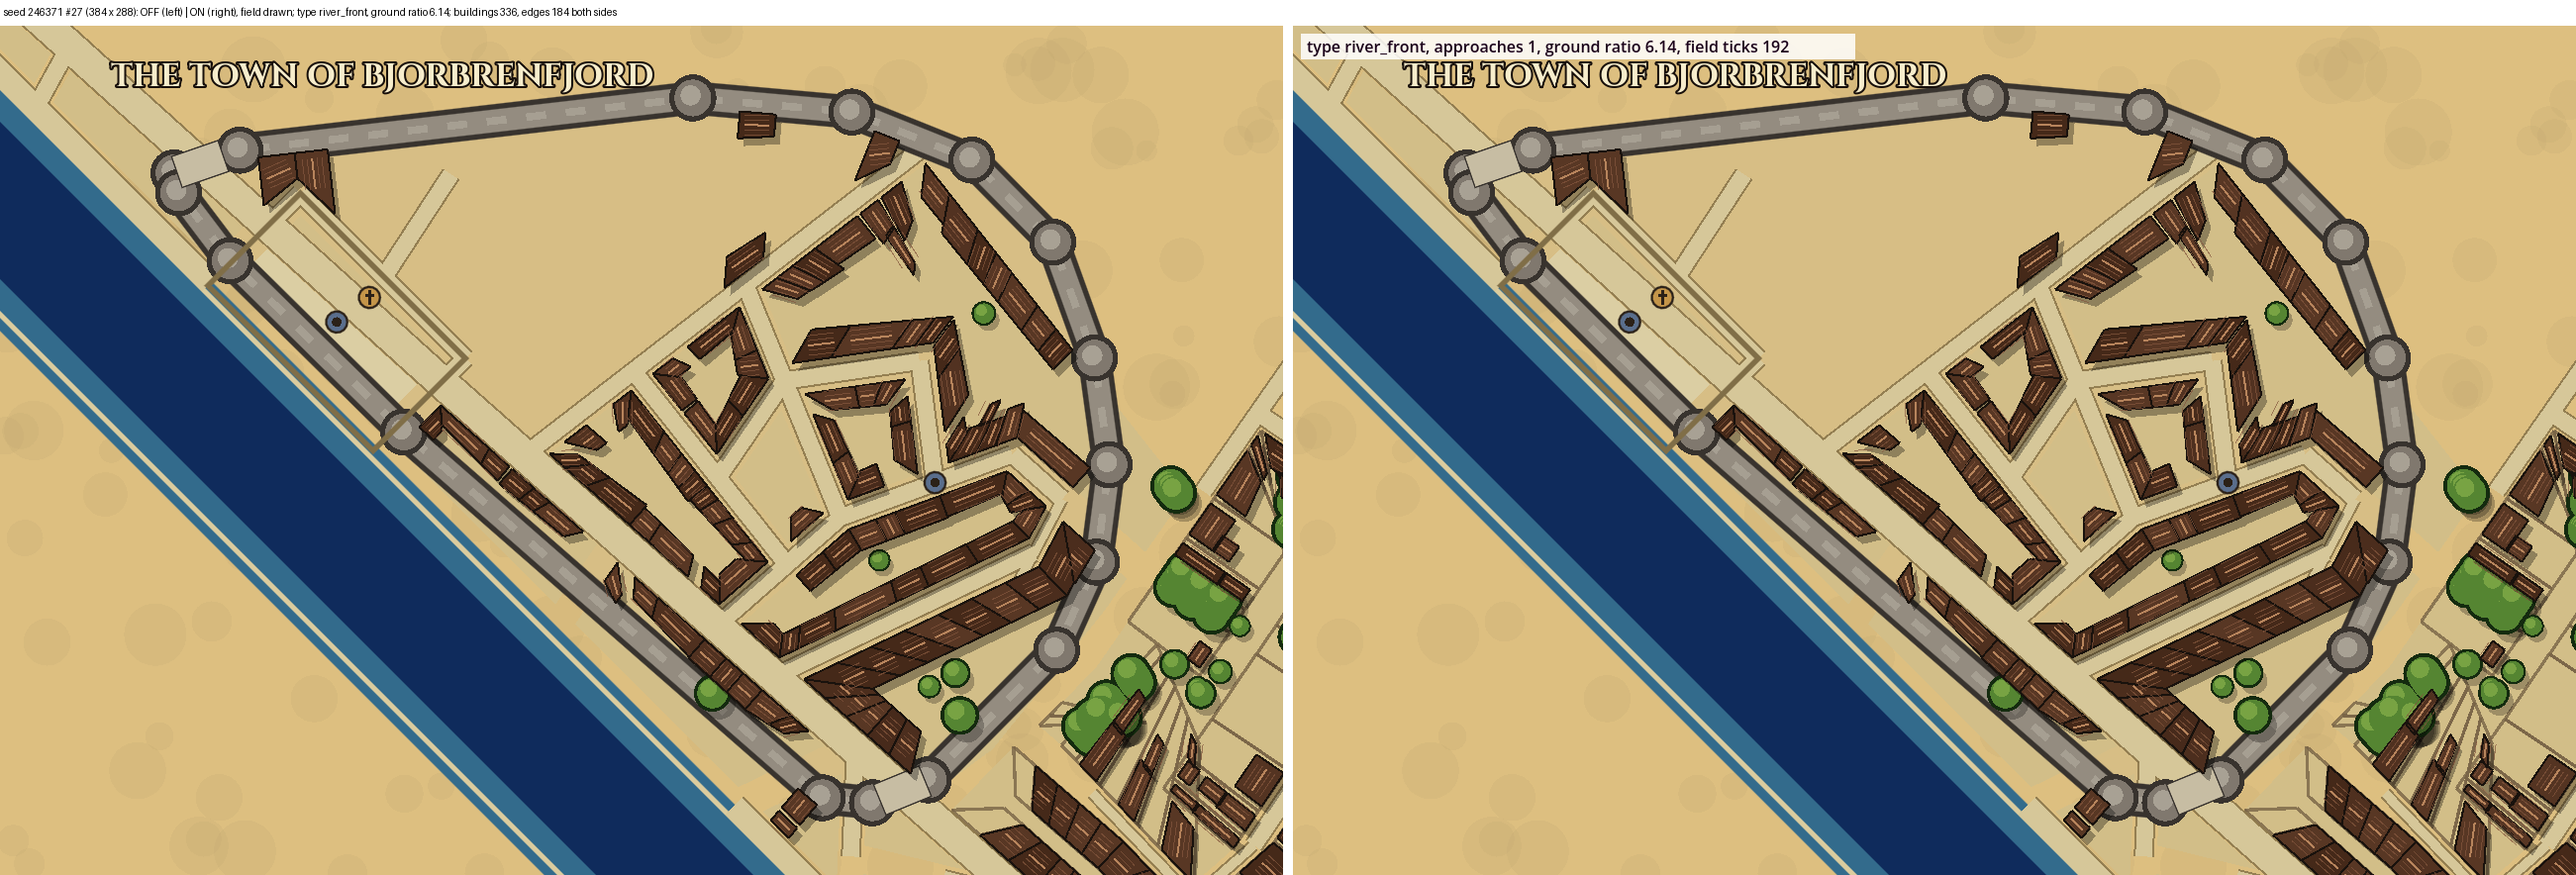 seed 246371 #27 (384 x 288): OFF (left) | ON (right), field drawn; type river_front, ground ratio 6.14; buildings 336, edges 184 both sides
type river_front, approaches 1, ground ratio 6.14, field ticks 192
THE TOWN OF BJORBRENFJORD
THE TOWN OF BJORBRENFJORD